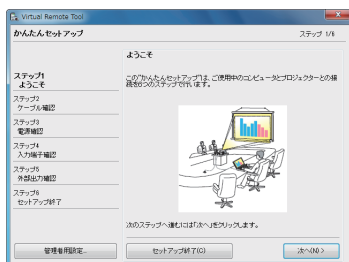 Virtual Remote Tool
かんたんセットアップ
ステップ 1/6
ようこそ
ステップ1
ようこそ
ステップ2
ケーブル確認
ステップ3
電源確認
ステップ4
入力端子確認
ステップ5
外部出力確認
ステップ6
セットアップ終了
この"かんたんセットアップ"は、ご使用中のコンピュータとプロジェクターとの接
続を6つのステップで行います。
次のステップへ進むには「次へ」をクリックします。
管理者用設定...
セットアップ終了(C)
次へ(N) >